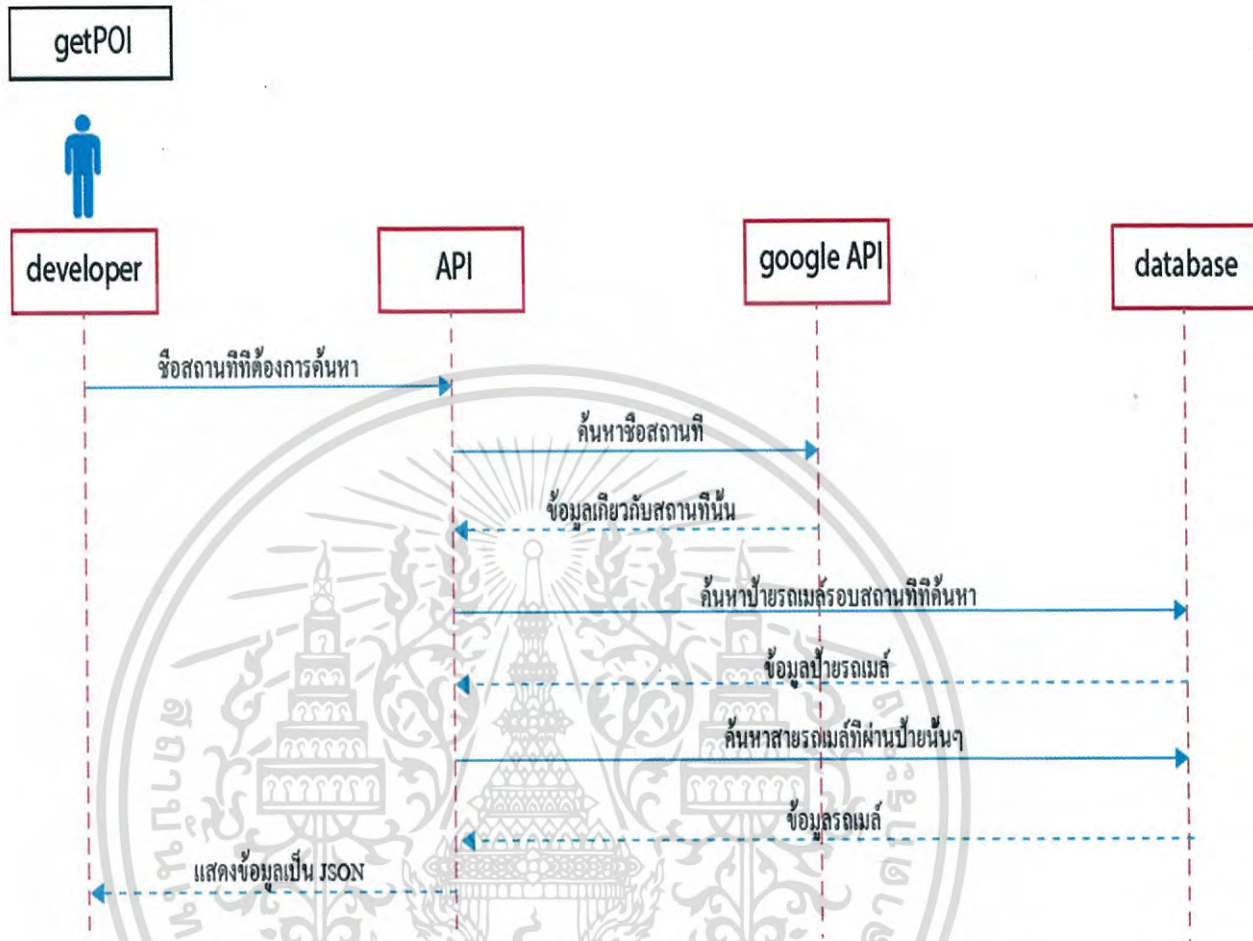 getPOI
developer
API
google API
database
ชื่อสถานที่ที่ต้องการค้นหา
ค้นหาชื่อสถานที่
ข้อมูลเกี่ยวกับสถานที่นั้น
ค้นหาป้ายรถเมล์รอบสถานที่ที่ค้นหา
ข้อมูลป้ายรถเมล์
ค้นหาสายรถเมล์ที่ผ่านป้ายนั้นๆ
ข้อมูลรถเมล์
แสดงข้อมูลเป็น JSON